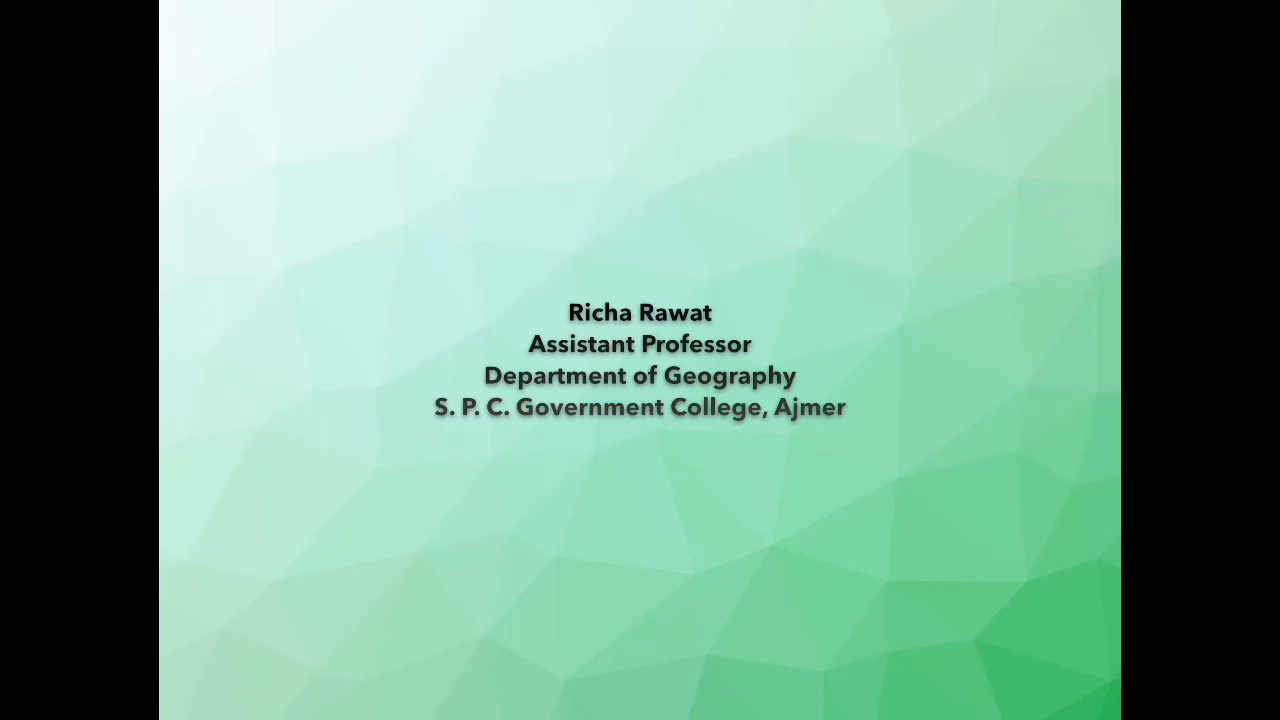 Richa Rawat
Assistant Professor
Department of Geography
S. P. C. Government College, Ajmer